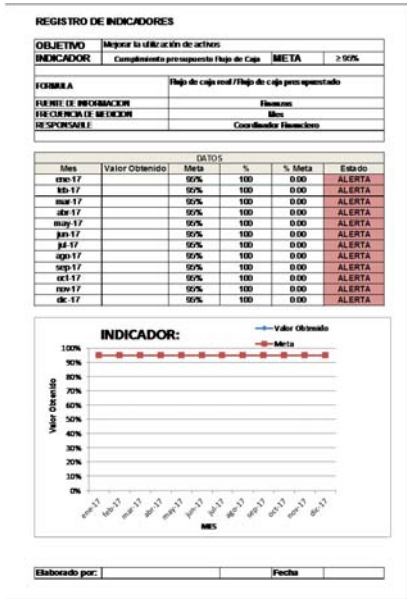 REGISTRO DE INDICADORES
OBJETIVO Mejorar la utilización de activos
INDICADOR Cumplimiento presupuesto Flujo de Caja META ≥ 95%
FORMULA Flujo de caja real / Flujo de caja presupuestado
FUENTE DE INFORMACION Finanzas
FRECUENCIA DE MEDICION Mes
RESPONSABLE Coordinador Financiero
DATOS
Mes Valor Obtenido Meta % % Meta Estado
ene-17 95% 100 0.00 ALERTA
feb-17 95% 100 0.00 ALERTA
mar-17 95% 100 0.00 ALERTA
abr-17 95% 100 0.00 ALERTA
may-17 95% 100 0.00 ALERTA
jun-17 95% 100 0.00 ALERTA
jul-17 95% 100 0.00 ALERTA
ago-17 95% 100 0.00 ALERTA
sep-17 95% 100 0.00 ALERTA
oct-17 95% 100 0.00 ALERTA
nov-17 95% 100 0.00 ALERTA
dic-17 95% 100 0.00 ALERTA
INDICADOR:
Valor Obtenido
Meta
100%
90%
80%
70%
60%
50%
40%
30%
20%
10%
0%
Valor Obtenido
ene-17 feb-17 mar-17 abr-17 may-17 jun-17 jul-17 ago-17 sep-17 oct-17 nov-17 dic-17
MES
Elaborado por: Fecha